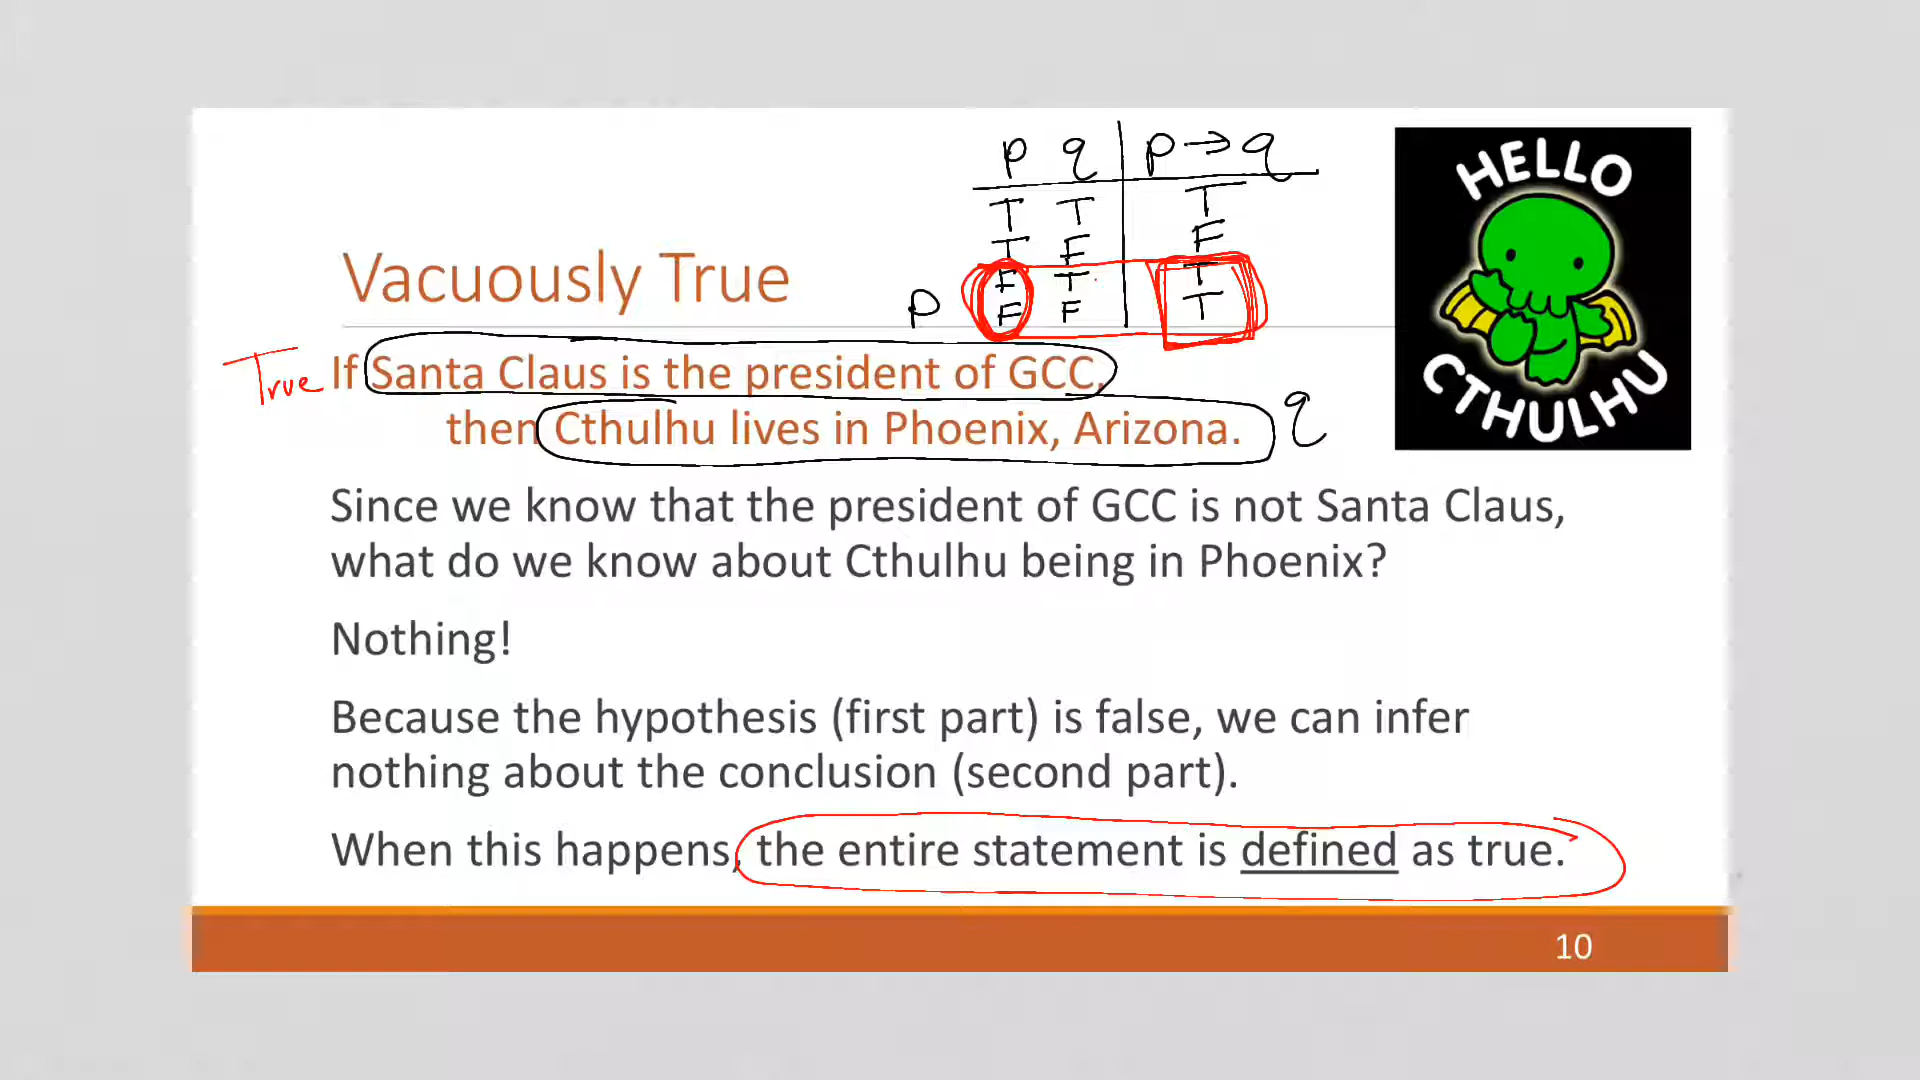 p q p→q
T T T
T F F
F T T
F F T
HELLO
CTHULHU
Vacuously True
p
True If Santa Claus is the president of GCC,
then Cthulhu lives in Phoenix, Arizona. q
Since we know that the president of GCC is not Santa Claus,
what do we know about Cthulhu being in Phoenix?
Nothing!
Because the hypothesis (first part) is false, we can infer
nothing about the conclusion (second part).
When this happens, the entire statement is defined as true.
10